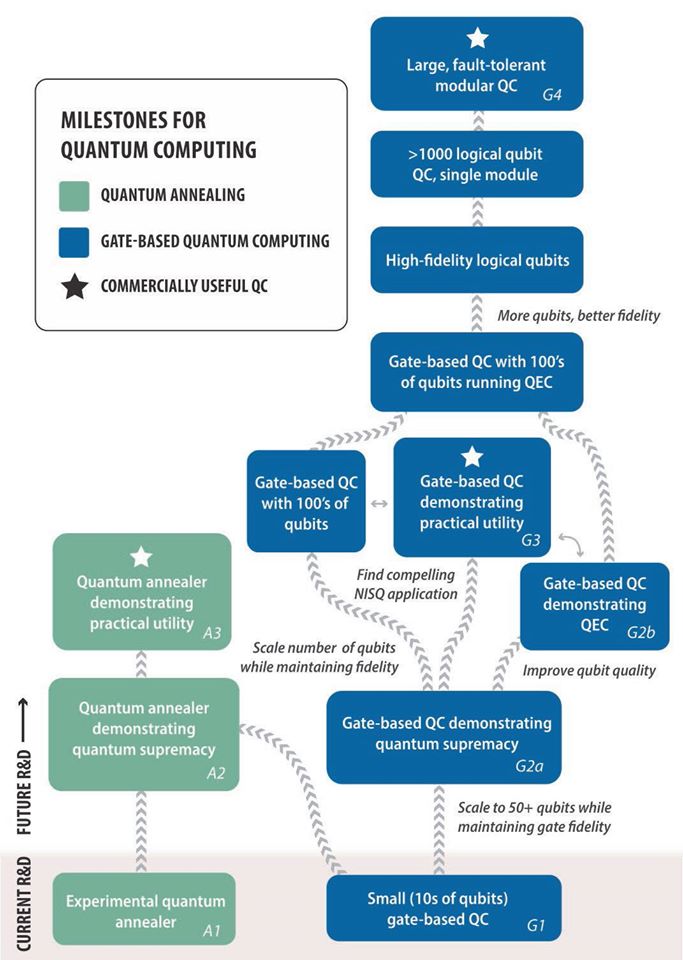 Large, fault-tolerant
modular QC
G4
MILESTONES FOR
QUANTUM COMPUTING
QUANTUM ANNEALING
GATE-BASED QUANTUM COMPUTING
COMMERCIALLY USEFUL QC
>1000 logical qubit
QC, single module
High-fidelity logical qubits
More qubits, better fidelity
Gate-based QC with 100's
of qubits running QEC
Gate-based QC
with 100's of
qubits
Gate-based QC
demonstrating
practical utility
G3
Quantum annealer
demonstrating
practical utility
A3
Find compelling
NISQ application
Gate-based QC
demonstrating
QEC
G2b
Scale number of qubits
while maintaining fidelity
Improve qubit quality
Quantum annealer
demonstrating
quantum supremacy
A2
Gate-based QC demonstrating
quantum supremacy
G2a
Scale to 50+ qubits while
maintaining gate fidelity
FUTURE R&D
CURRENT R&D
Experimental quantum
annealer
A1
Small (10s of qubits)
gate-based QC
G1